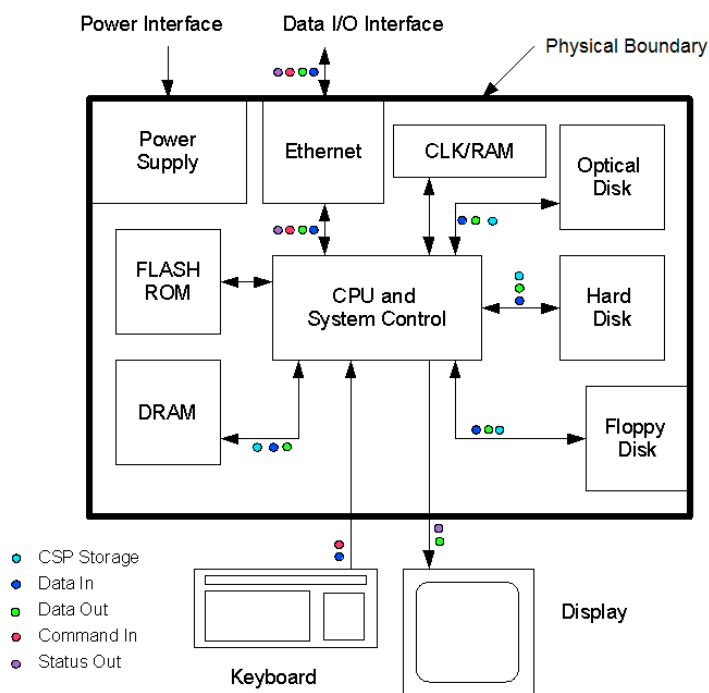 Power Interface
Data I/O Interface
Physical Boundary
Power
Supply
Ethernet
CLK/RAM
Optical
Disk
FLASH
ROM
CPU and
System Control
Hard
Disk
DRAM
Floppy
Disk
CSP Storage
Data In
Data Out
Command In
Status Out
Keyboard
Display